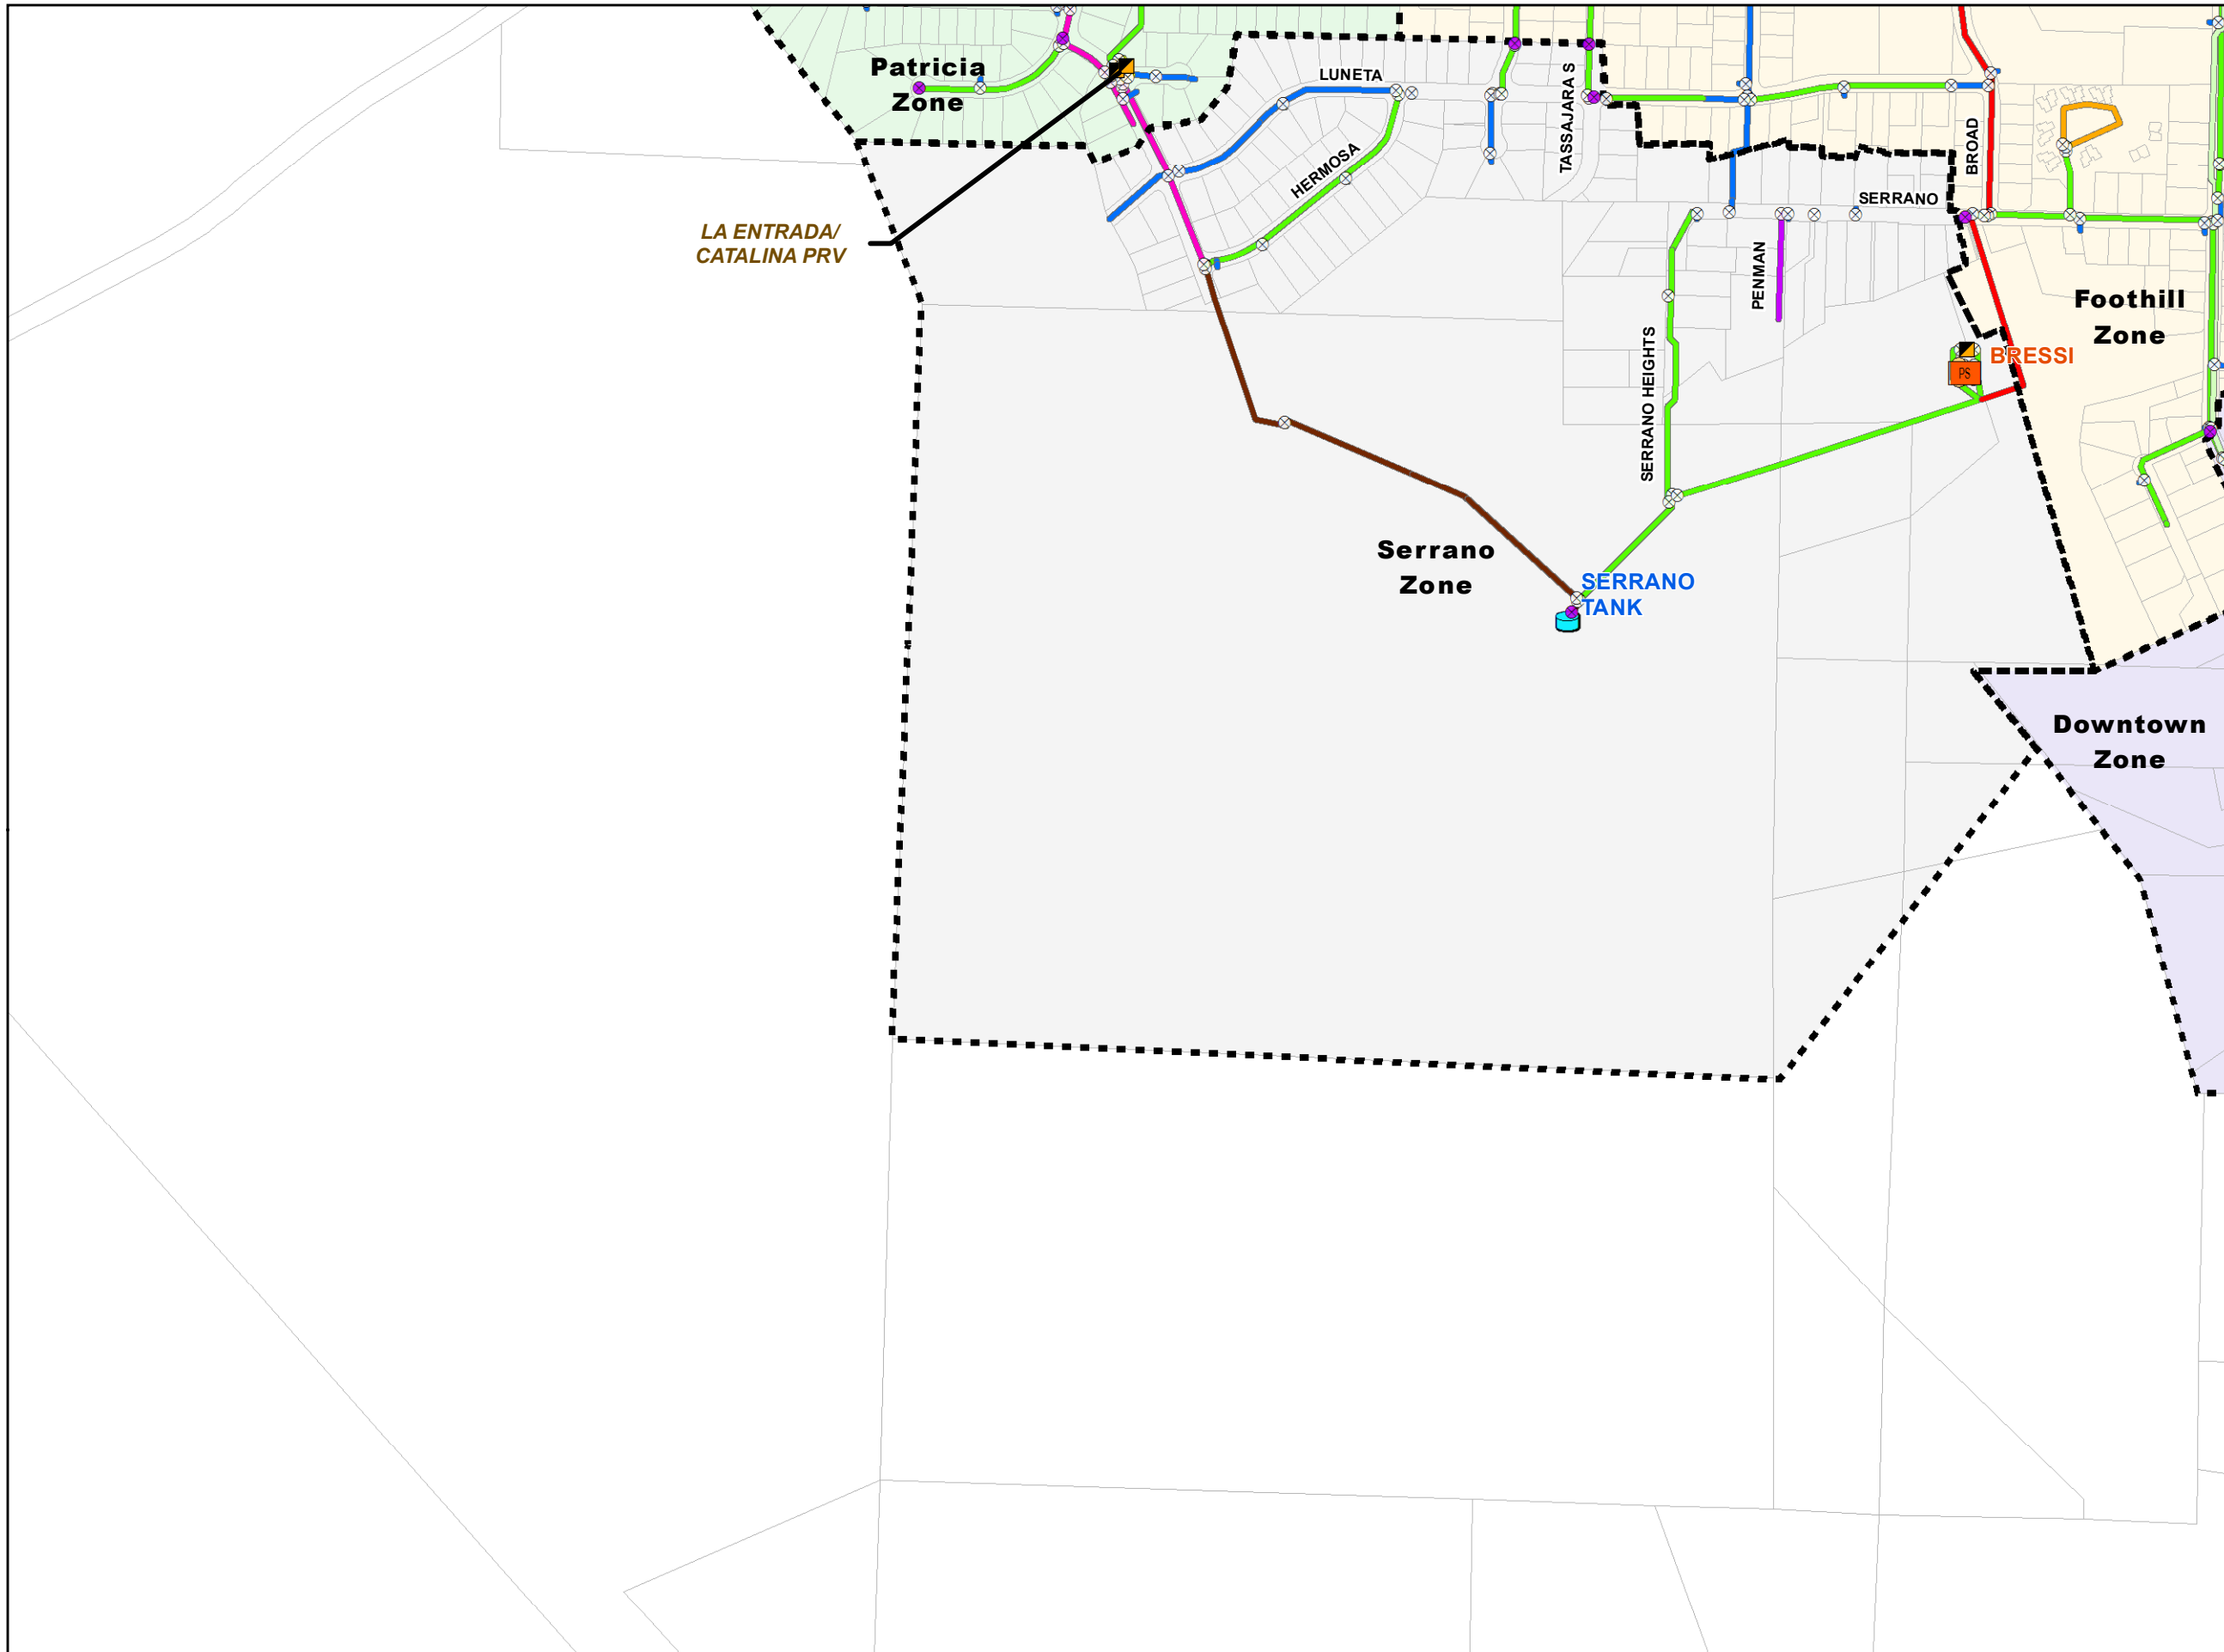 Patricia
Zone
LUNETA
TASSAJARA S
BROAD
HERMOSA
SERRANO
LA ENTRADA/
CATALINA PRV
PENMAN
Foothill
Zone
SERRANO HEIGHTS
BRESSI
PS
Serrano
Zone
SERRANO
TANK
Downtown
Zone